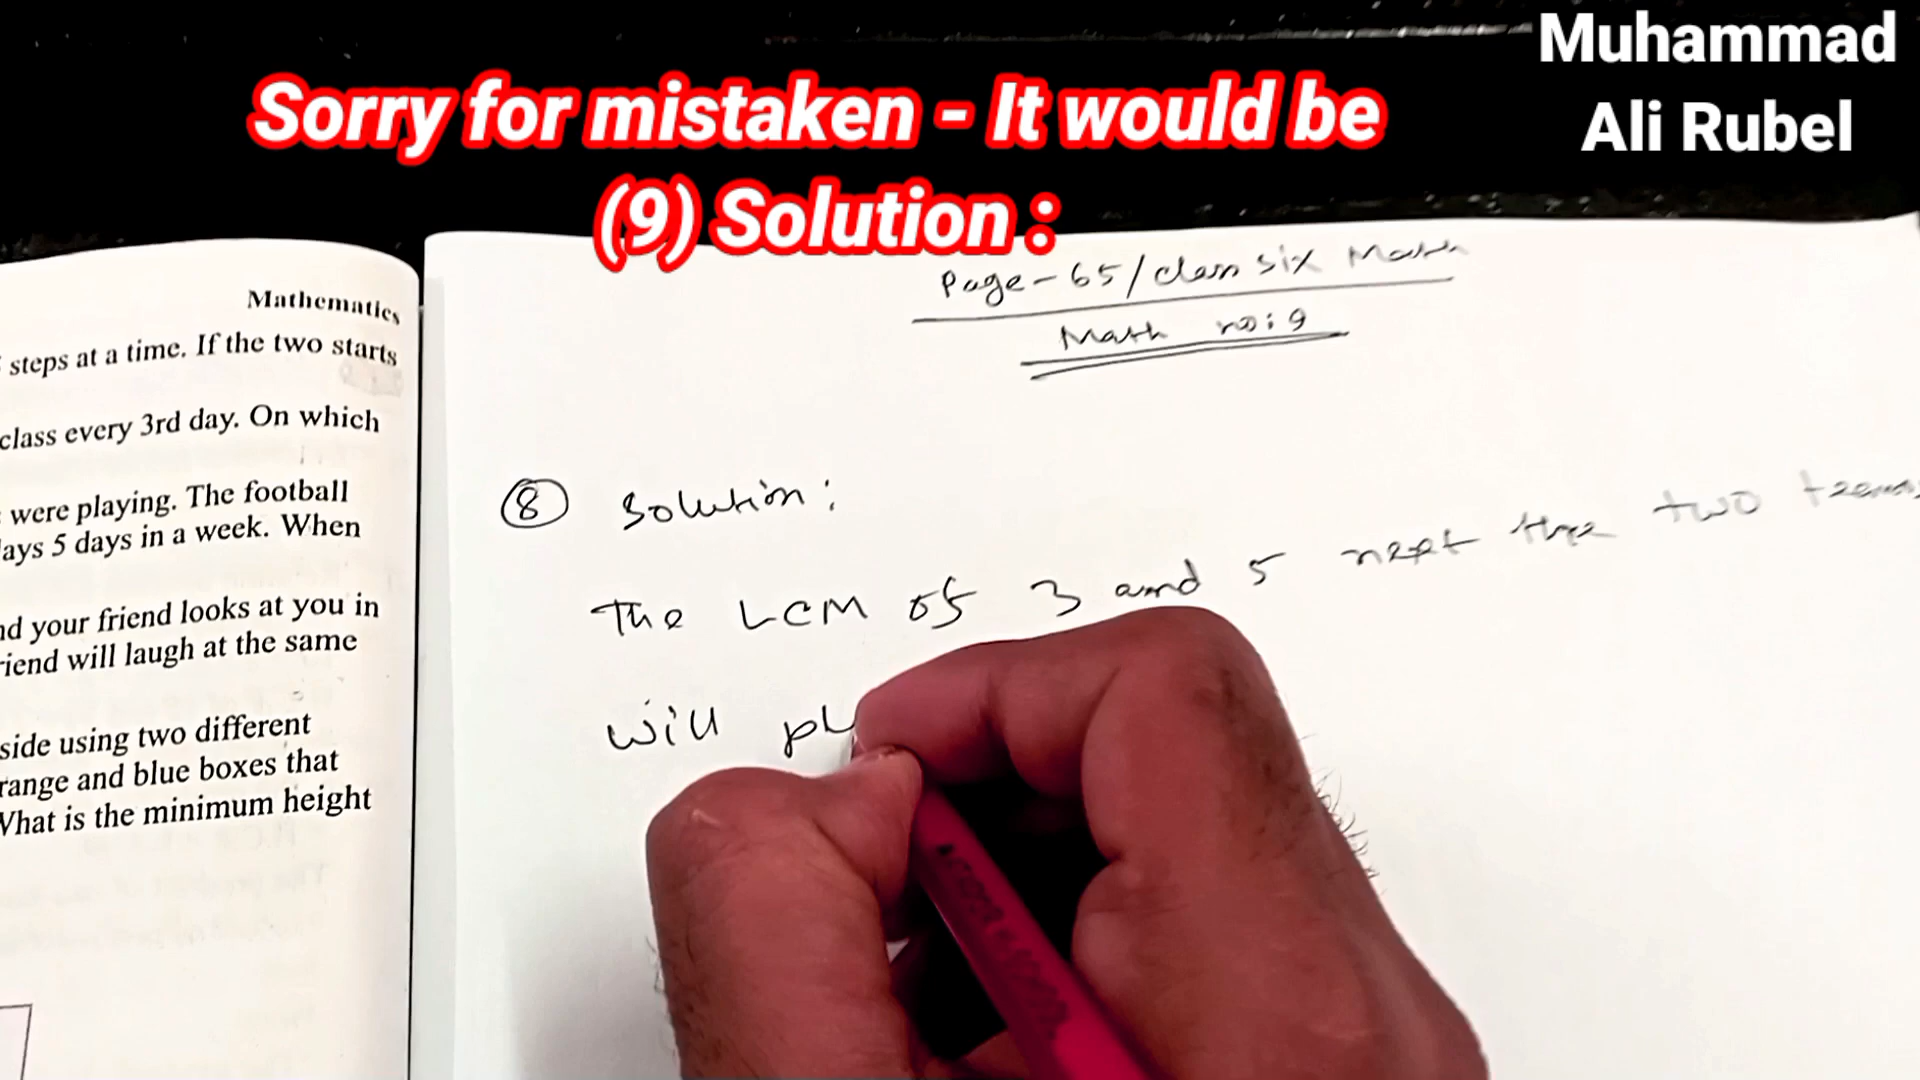 Muhammad
Ali Rubel
Sorry for mistaken - It would be
(9) Solution :
Mathematics
steps at a time. If the two starts
class every 3rd day. On which
were playing. The football
ays 5 days in a week. When
nd your friend looks at you in
riend will laugh at the same
side using two different
range and blue boxes that
What is the minimum height
Page-65/class six Math
Math no: 9
8 Solution:
The LCM of 3 and 5 next the two teams
will pl